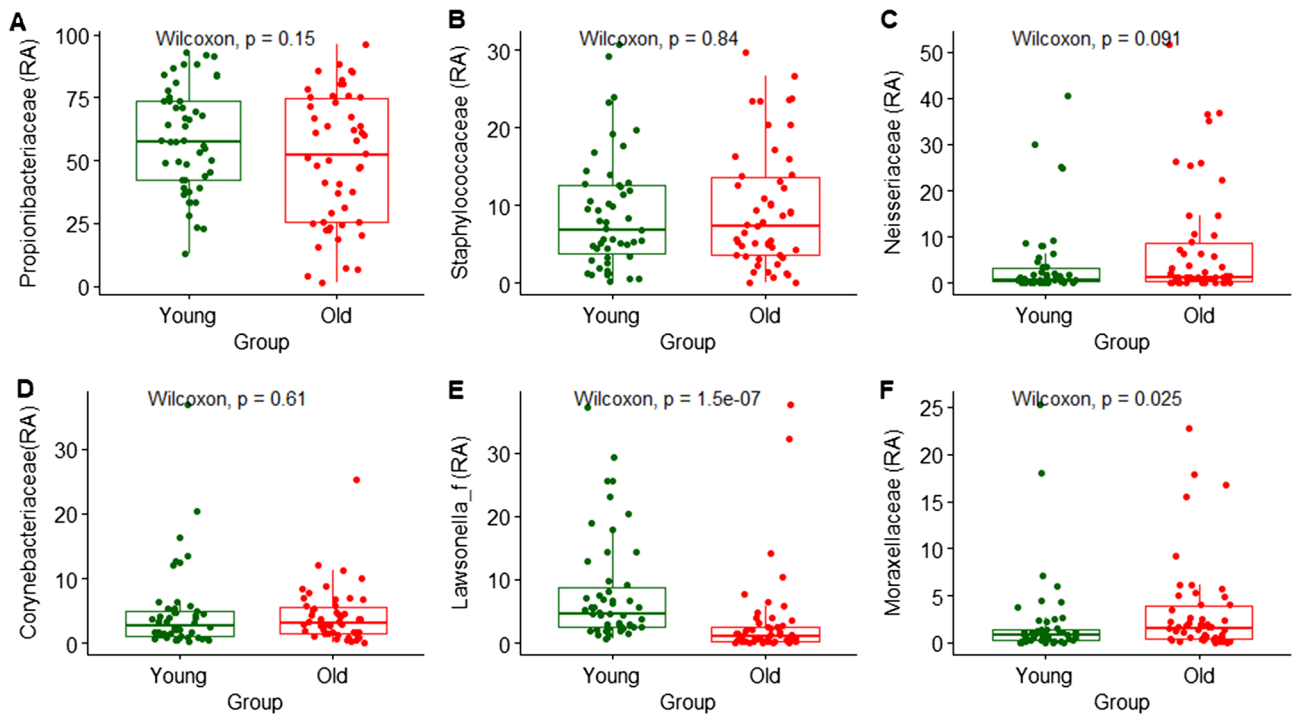 A
Wilcoxon, p = 0.15
Propionibacteriaceae (RA)
100
75
50
25
0
Young Old
Group
B
Wilcoxon, p = 0.84
Staphylococcaceae (RA)
30
20
10
0
Young Old
Group
C
Wilcoxon, p = 0.091
Neisseriaceae (RA)
50
40
30
20
10
0
Young Old
Group
D
Wilcoxon, p = 0.61
Corynebacteriaceae(RA)
30
20
10
0
Young Old
Group
E
Wilcoxon, p = 1.5e-07
Lawsonella_f (RA)
30
20
10
0
Young Old
Group
F
Wilcoxon, p = 0.025
Moraxellaceae (RA)
25
20
15
10
5
0
Young Old
Group